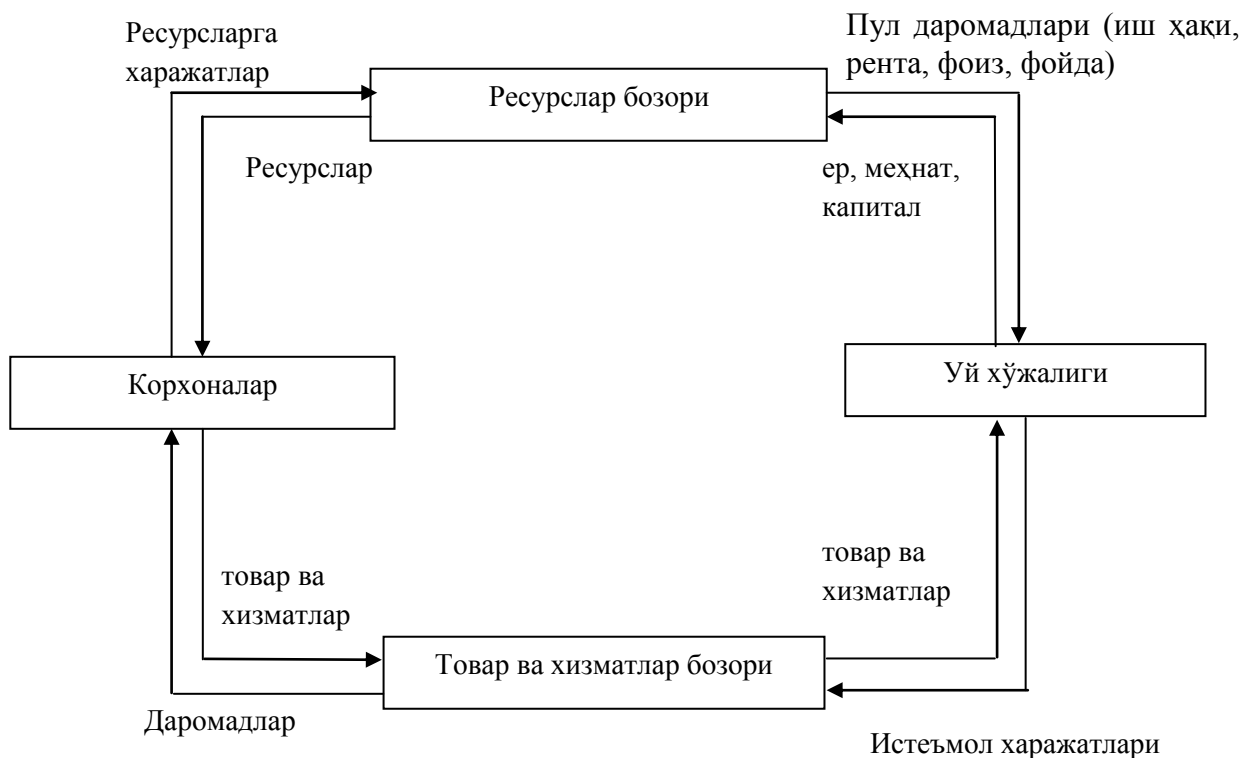 Ресурсларга
харажатлар
Пул даромадлари (иш ҳақи,
рента, фоиз, фойда)
Ресурслар бозори
Ресурслар
ер, меҳнат,
капитал
Корхоналар
Уй хўжалиги
товар ва
хизматлар
товар ва
хизматлар
Товар ва хизматлар бозори
Даромадлар
Истеъмол харажатлари